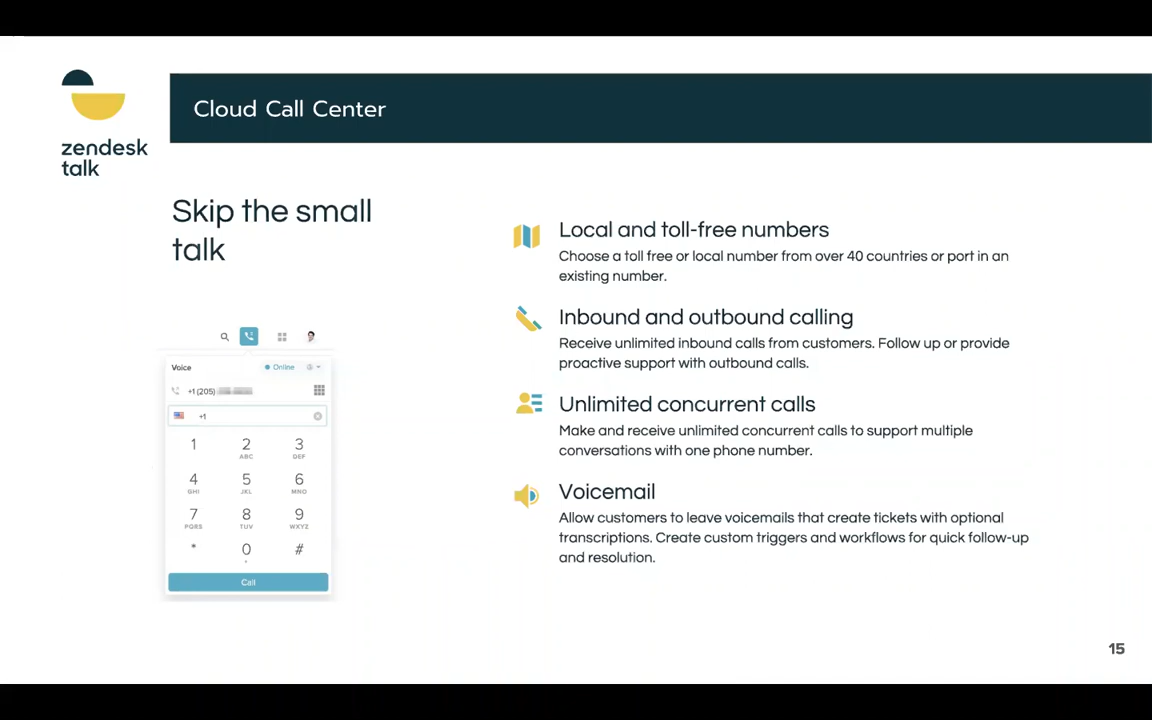 Cloud Call Center
zendesk
talk
Skip the small
talk
Voice
Online
+1 (205)
+1
1
2
3
ABC
DEF
4
5
6
GHI
JKL
MNO
7
8
9
PQRS
TUV
WXYZ
*
0
#
+
Call
Local and toll-free numbers
Choose a toll free or local number from over 40 countries or port in an
existing number.
Inbound and outbound calling
Receive unlimited inbound calls from customers. Follow up or provide
proactive support with outbound calls.
Unlimited concurrent calls
Make and receive unlimited concurrent calls to support multiple
conversations with one phone number.
Voicemail
Allow customers to leave voicemails that create tickets with optional
transcriptions. Create custom triggers and workflows for quick follow-up
and resolution.
15